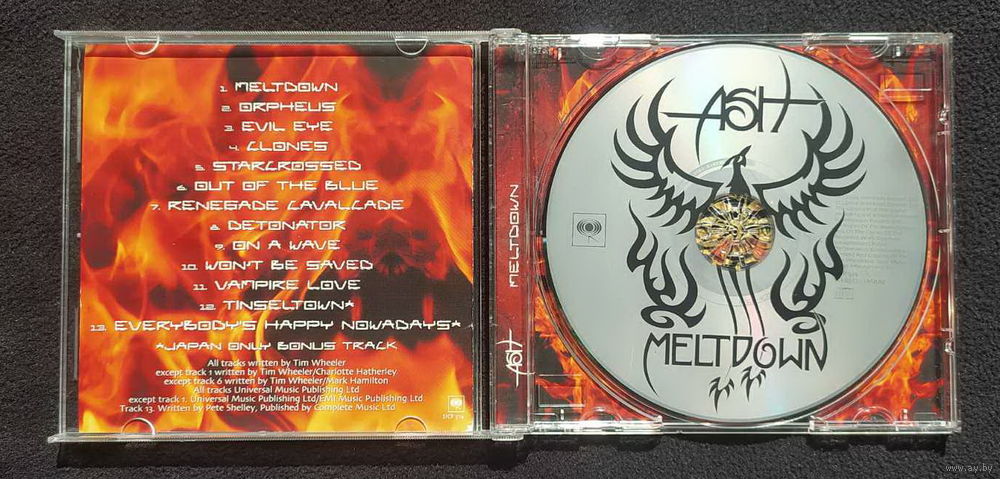 1. MELTDOWN
2. ORPHEUS
3. EVIL EYE
4. CLONES
5. STARCROSSED
6. OUT OF THE BLUE
7. RENEGADE CAVALLCADE
8. DETONATOR
9. ON A WAVE
10. WON'T BE SAVED
11. VAMPIRE LOVE
12. TINSELTOWN*
13. EVERYBODY'S HAPPY NOWADAYS*
*JAPAN ONLY BONUS TRACK
All tracks written by Tim Wheeler
except track 1 written by Tim Wheeler/Charlotte Hatherley.
except track 6 written by Tim Wheeler/Mark Hamilton
All tracks Universal Music Publishing Ltd
except track 1. Universal Music Publishing Ltd/EMI Music Publishing Ltd.
Track 13. Written by Pete Shelley, Published by Complete Music Ltd
ASH
MELTDOWN
ASH
MELTDOWN
www.ay.by